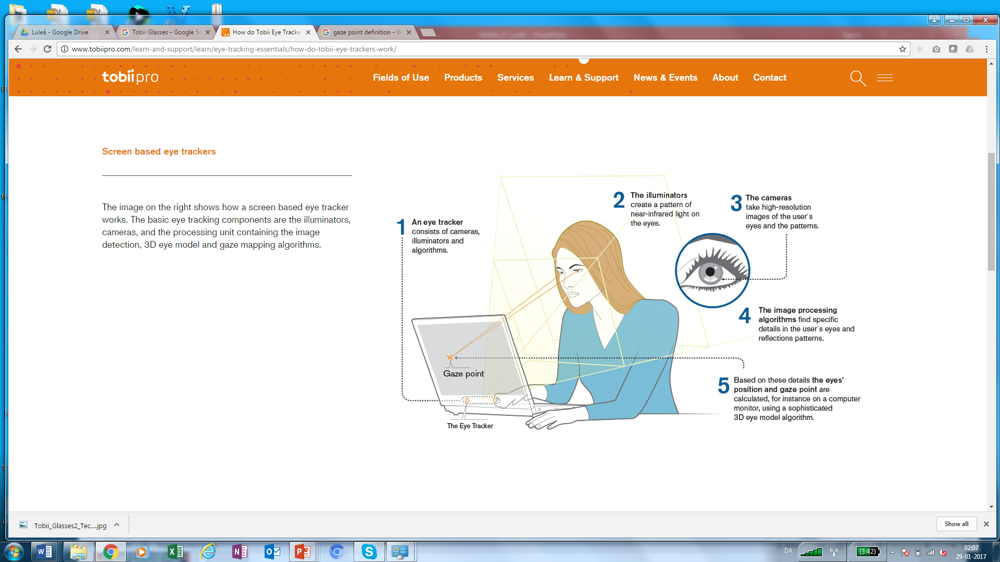 Luleå - Google Drive
Tobii Glasses - Google Se
How do Tobii Eye Tracke
gaze point definition - G
www.tobiipro.com/learn-and-support/learn/eye-tracking-essentials/how-do-tobii-eye-trackers-work/
tobii pro
Fields of Use
Products
Services
Learn & Support
News & Events
About
Contact
Screen based eye trackers
The image on the right shows how a screen based eye tracker
works. The basic eye tracking components are the illuminators,
cameras, and the processing unit containing the image
detection, 3D eye model and gaze mapping algorithms.
1 An eye tracker
consists of cameras,
illuminators and
algorithms.
2 The illuminators
create a pattern of
near-infrared light on
the eyes.
3 The cameras
take high-resolution
images of the user´s
eyes and the patterns.
4 The image processing
algorithms find specific
details in the user´s eyes and
reflections patterns.
5 Based on these details the eyes’
position and gaze point are
calculated, for instance on a computer
monitor, using a sophisticated
3D eye model algorithm.
Gaze point
The Eye Tracker
Tobii_Glasses2_Tec....jpg
Show all
DA
(3:42)
02:07
29-01-2017